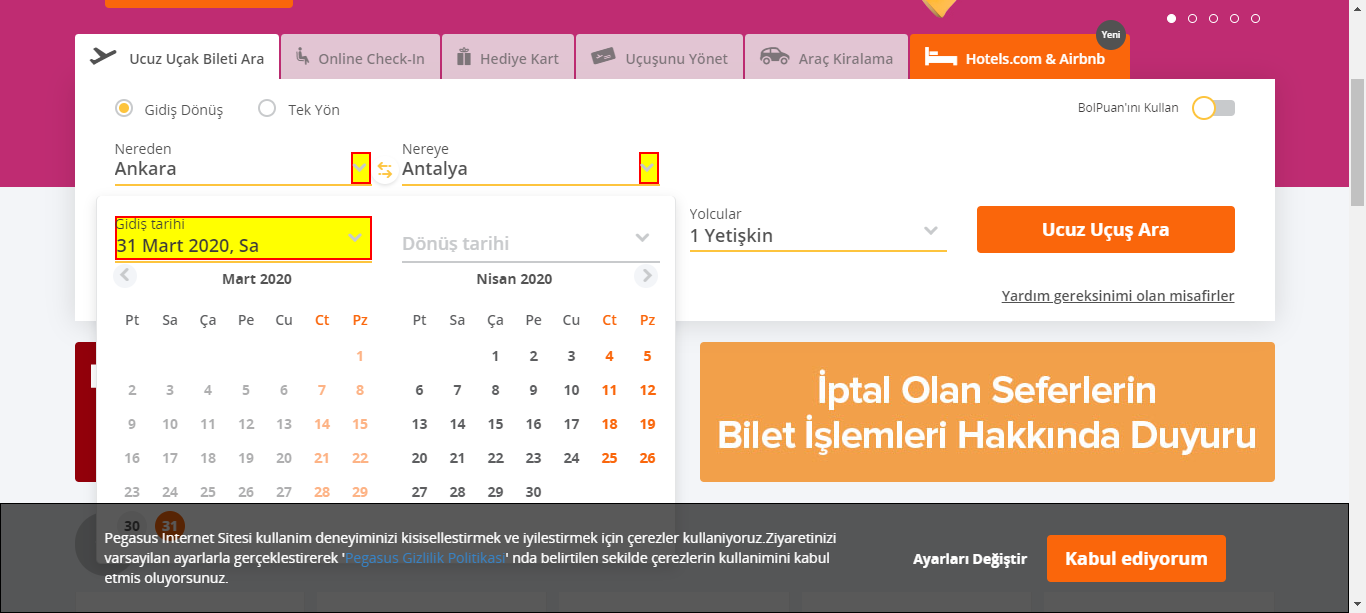 Yeni
Ucuz Uçak Bileti Ara Online Check-In Hediye Kart Uçuşunu Yönet Araç Kiralama Hotels.com & Airbnb
Gidiş Dönüş Tek Yön BolPuan'ını Kullan
Nereden Nereye
Ankara Antalya
Gidiş tarihi Yolcular
31 Mart 2020, Sa Dönüş tarihi 1 Yetişkin Ucuz Uçuş Ara
Mart 2020 Nisan 2020
Yardım gereksinimi olan misafirler
Pt Sa Ça Pe Cu Ct Pz Pt Sa Ça Pe Cu Ct Pz
1 1 2 3 4 5
2 3 4 5 6 7 8 6 7 8 9 10 11 12
9 10 11 12 13 14 15 13 14 15 16 17 18 19
16 17 18 19 20 21 22 20 21 22 23 24 25 26
23 24 25 26 27 28 29 27 28 29 30
30 31
İptal Olan Seferlerin
Bilet İşlemleri Hakkında Duyuru
Pegasus Internet Sitesi kullanim deneyiminizi kisisellestirmek ve iyilestirmek için çerezler kullaniyoruz.Ziyaretinizi
varsayilan ayarlarla gerçeklestirerek 'Pegasus Gizlilik Politikasi' nda belirtilen sekilde çerezlerin kullanimini kabul
etmis oluyorsunuz.
Ayarları Değiştir Kabul ediyorum